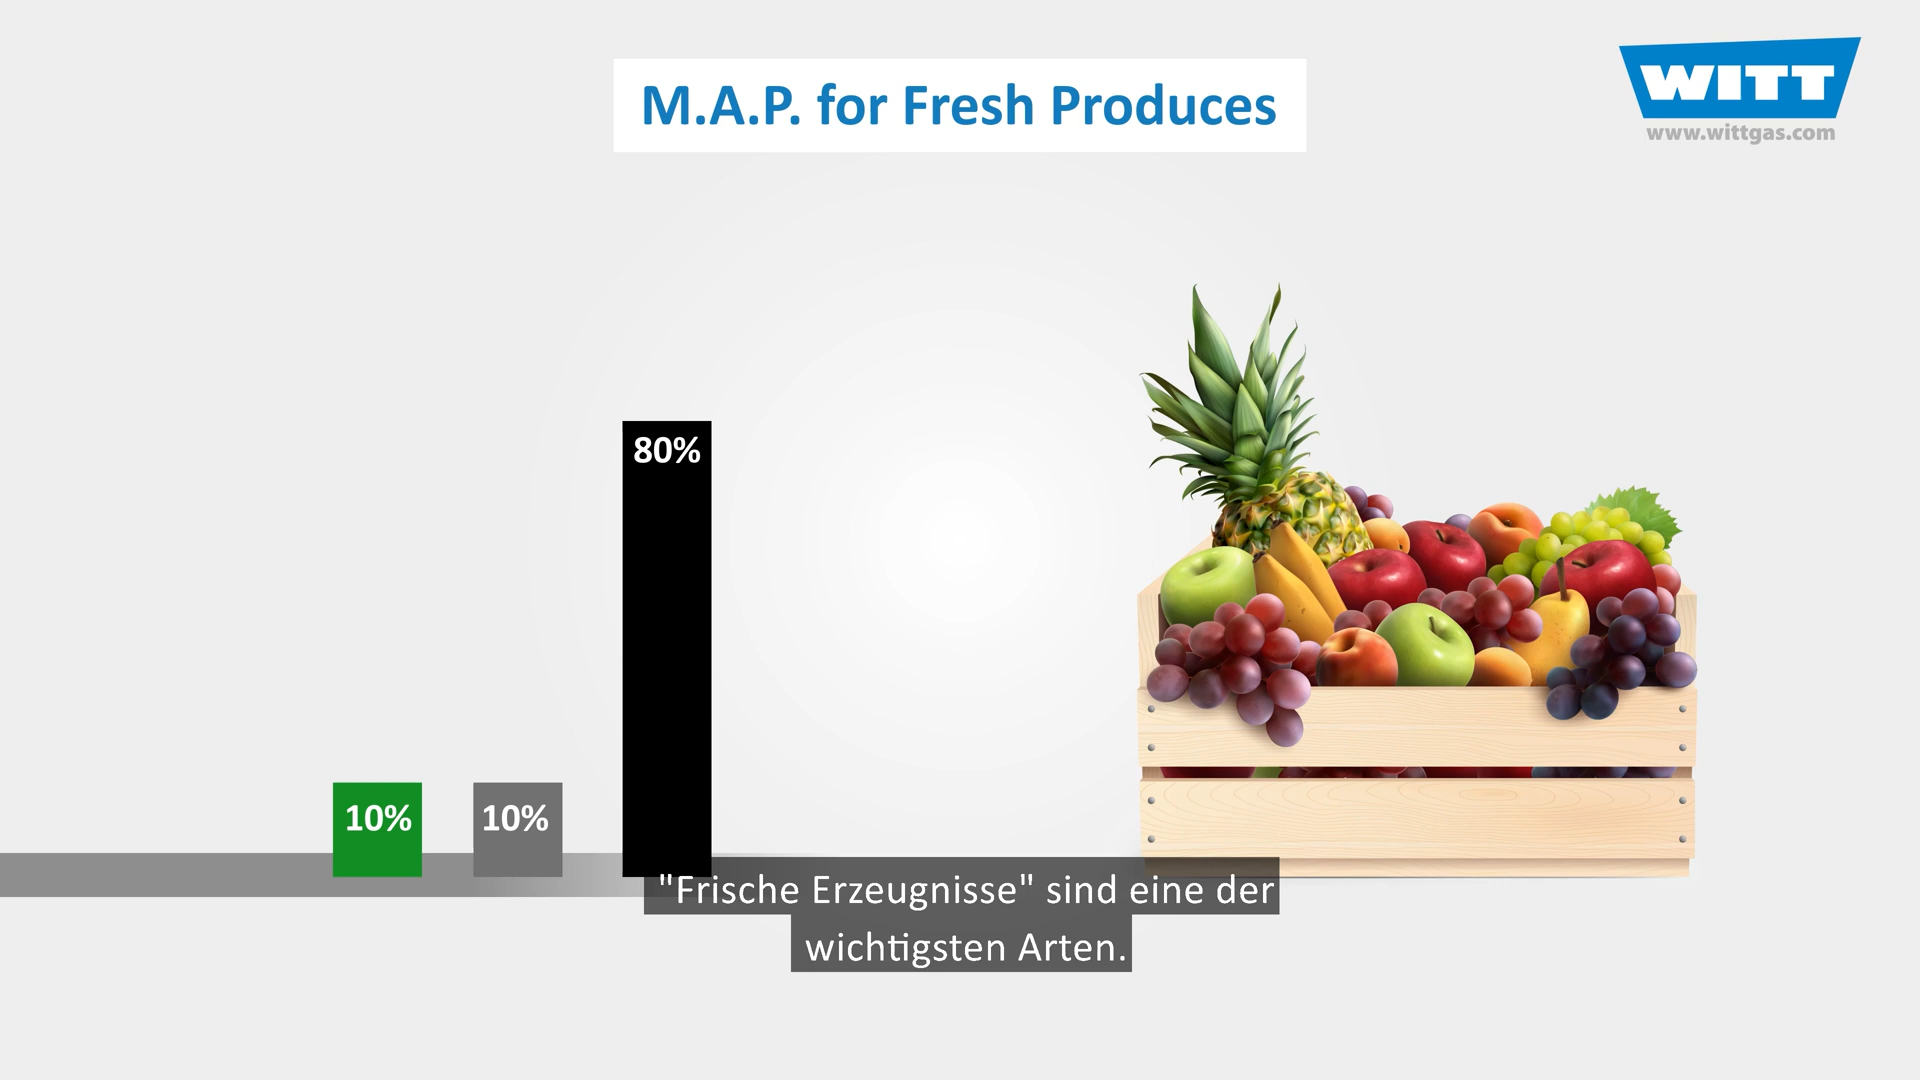 M.A.P. for Fresh Produces
WITT
www.wittgas.com
80%
10%
10%
"Frische Erzeugnisse" sind eine der
wichtigsten Arten.